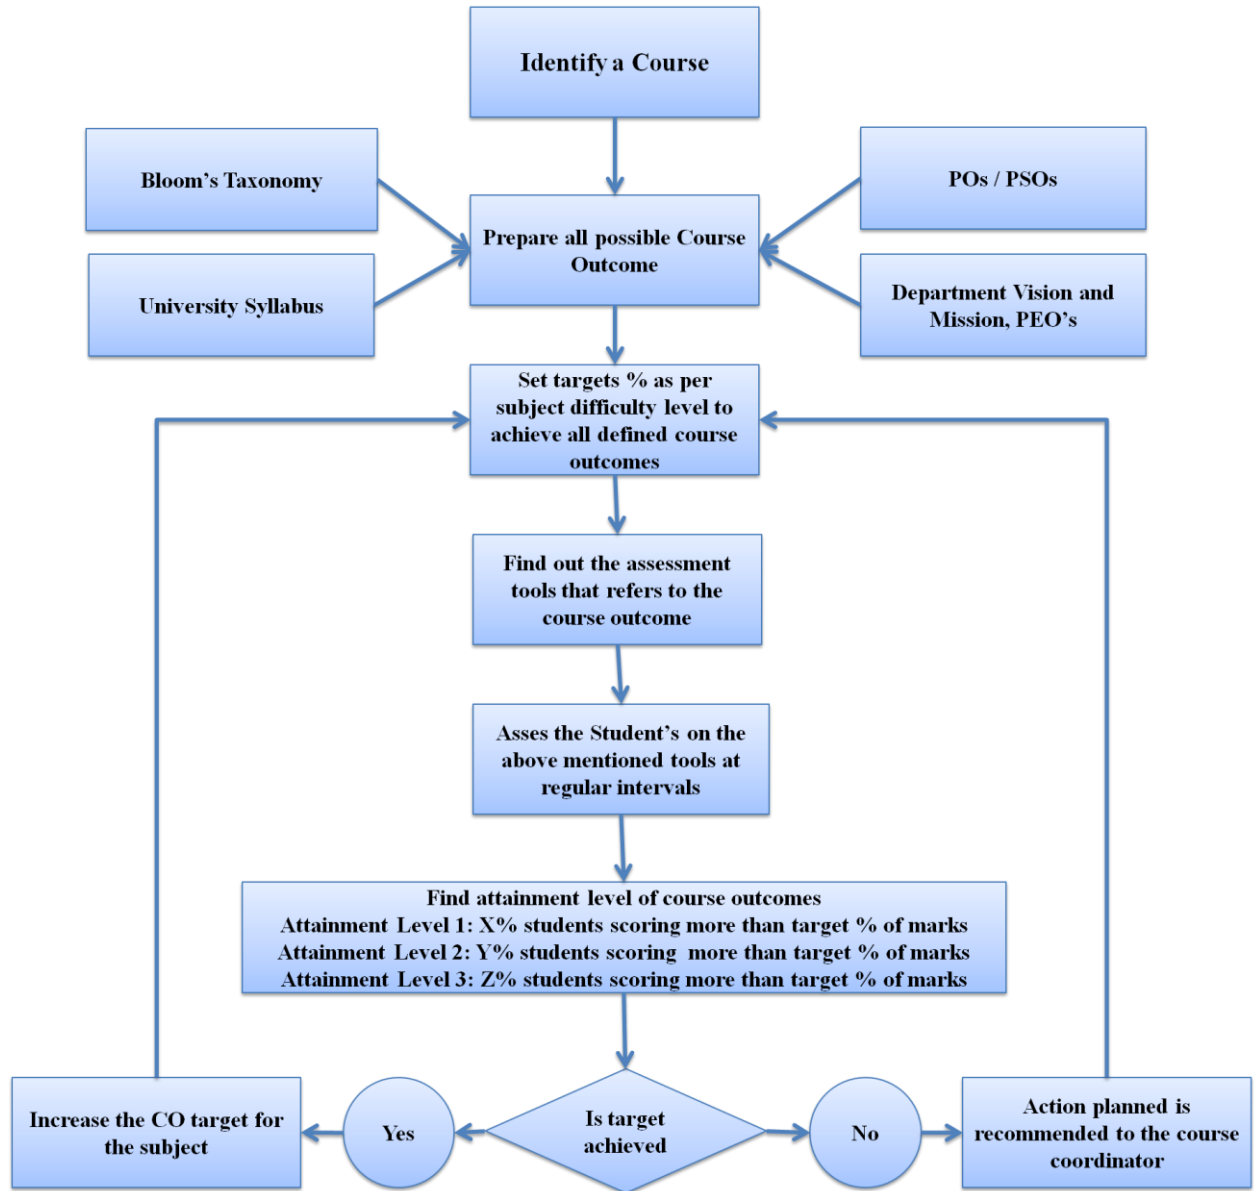 Identify a Course
Bloom's Taxonomy
POs / PSOs
Prepare all possible Course
Outcome
University Syllabus
Department Vision and
Mission, PEO's
Set targets % as per
subject difficulty level to
achieve all defined course
outcomes
Find out the assessment
tools that refers to the
course outcome
Asses the Student's on the
above mentioned tools at
regular intervals
Find attainment level of course outcomes
Attainment Level 1: X% students scoring more than target % of marks
Attainment Level 2: Y% students scoring more than target % of marks
Attainment Level 3: Z% students scoring more than target % of marks
Increase the CO target for
the subject
Yes
Is target
achieved
No
Action planned is
recommended to the course
coordinator